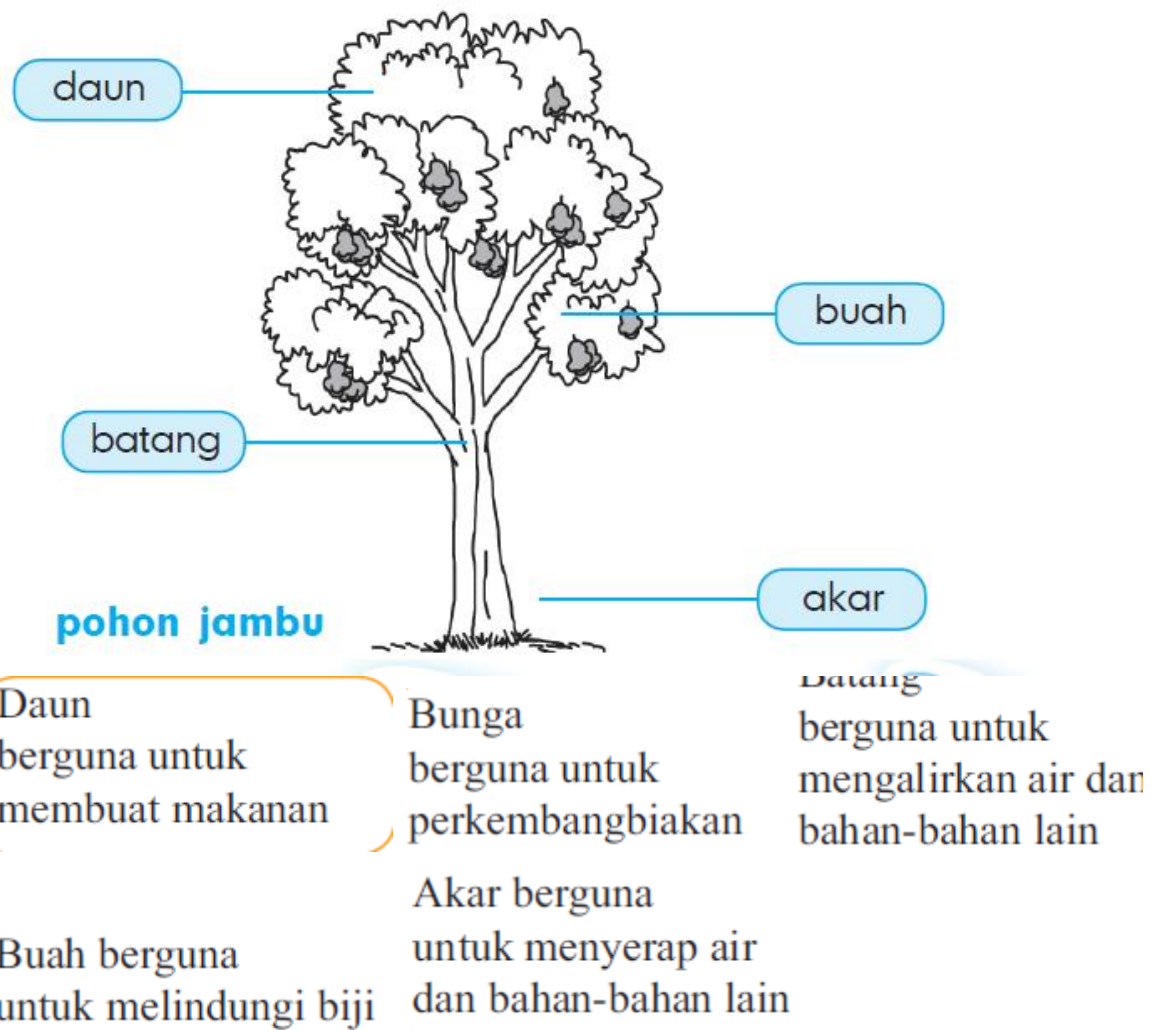 daun
buah
batang
akar
pohon jambu
Daun
berguna untuk
membuat makanan
Bunga
berguna untuk
perkembangbiakan
Batang
berguna untuk
mengalirkan air dan
bahan-bahan lain
Buah berguna
untuk melindungi biji
Akar berguna
untuk menyerap air
dan bahan-bahan lain